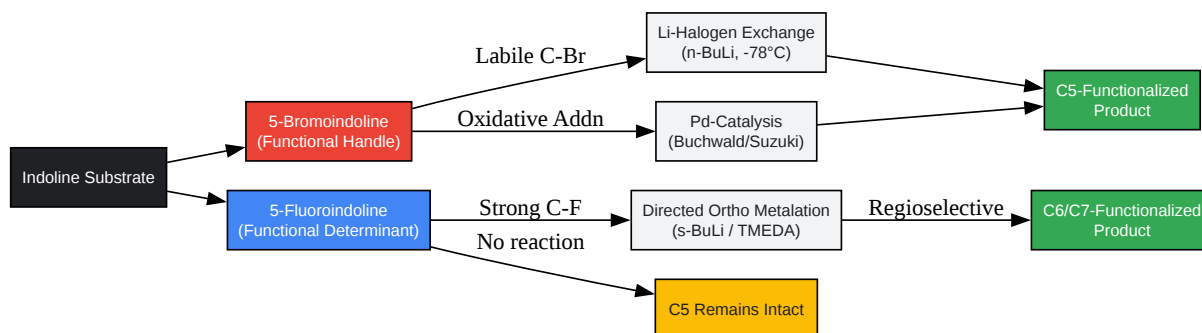 Li-Halogen Exchange
(n-BuLi, -78°C)
Labile C-Br
C5-Functionalized
Product
5-Bromoindoline
(Functional Handle)
Oxidative Addn
Pd-Catalysis
(Buchwald/Suzuki)
Indoline Substrate
5-Fluoroindoline
(Functional Determinant)
Strong C-F
Directed Ortho Metalation
(s-BuLi / TMEDA)
Regioselective
C6/C7-Functionalized
Product
No reaction
C5 Remains Intact